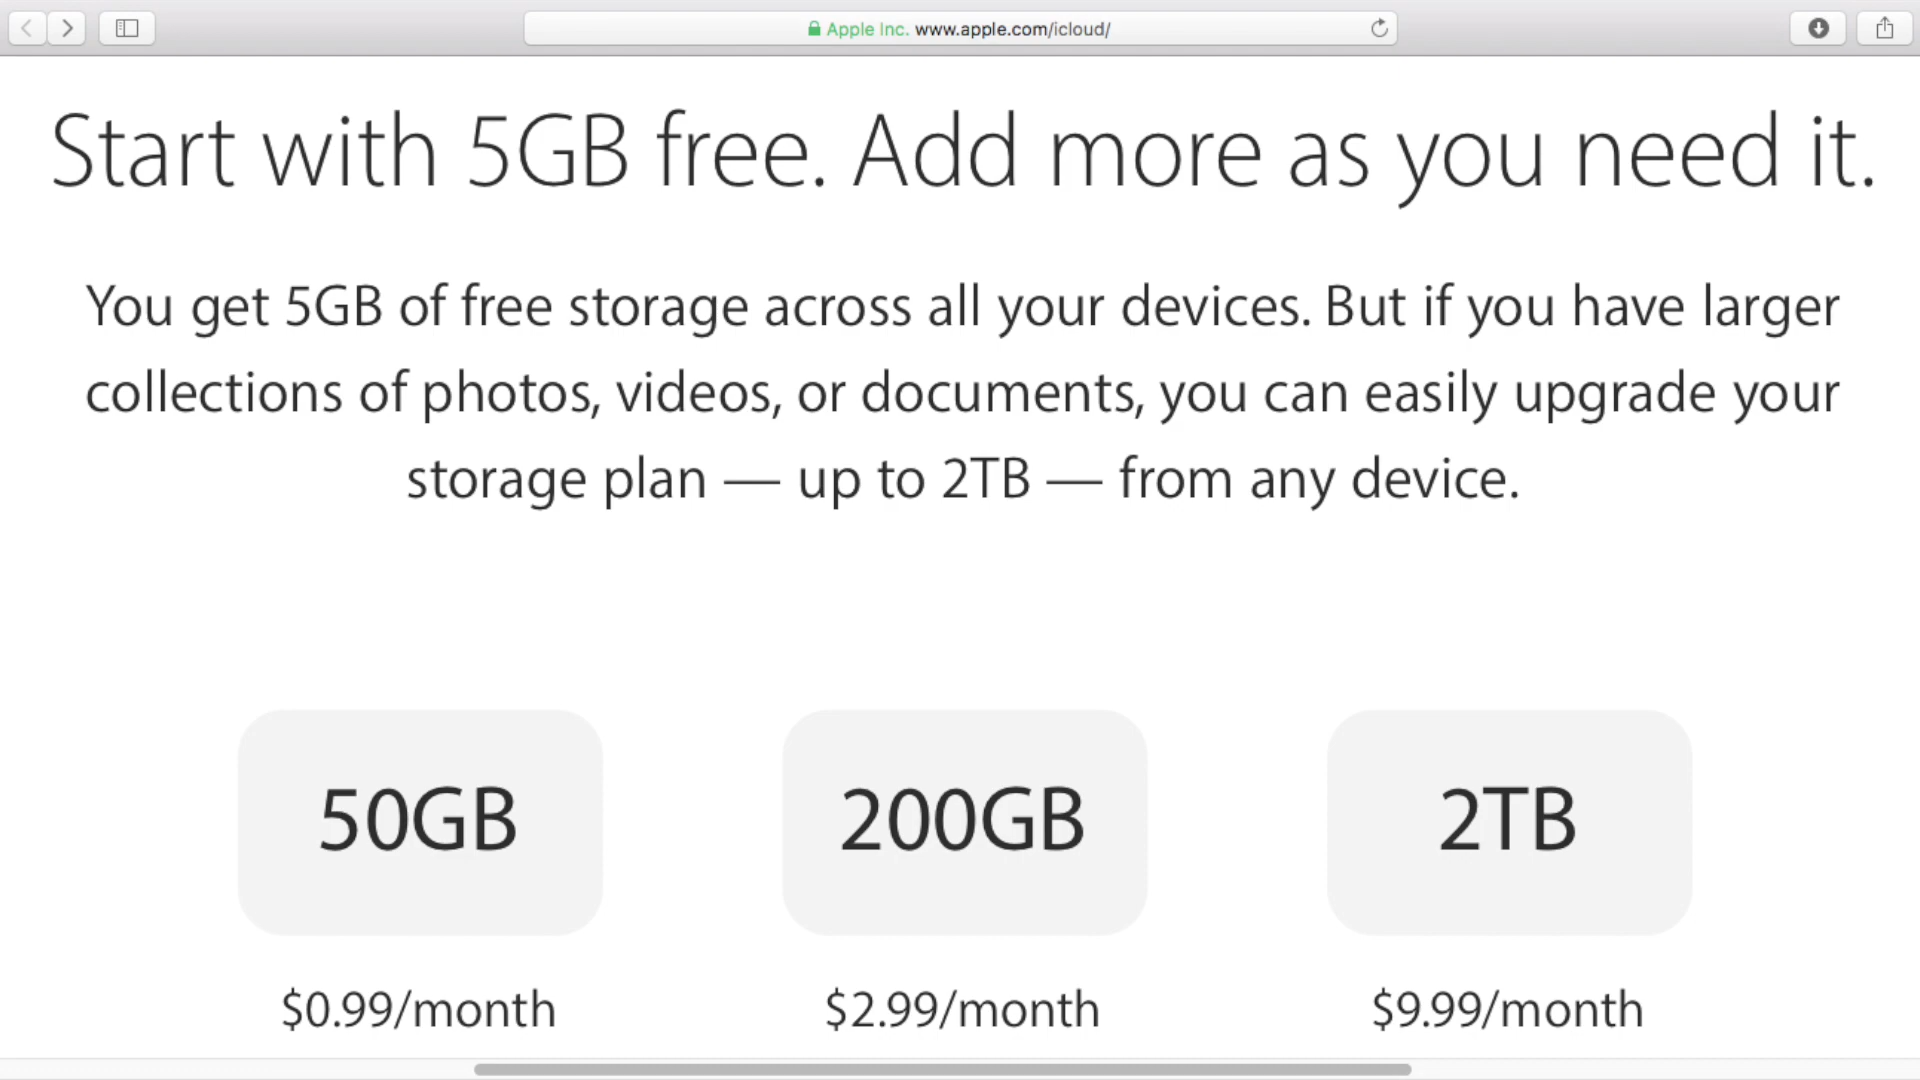 Apple Inc. www.apple.com/icloud/
Start with 5GB free. Add more as you need it.
You get 5GB of free storage across all your devices. But if you have larger
collections of photos, videos, or documents, you can easily upgrade your
storage plan — up to 2TB — from any device.
50GB
200GB
2TB
$0.99/month
$2.99/month
$9.99/month